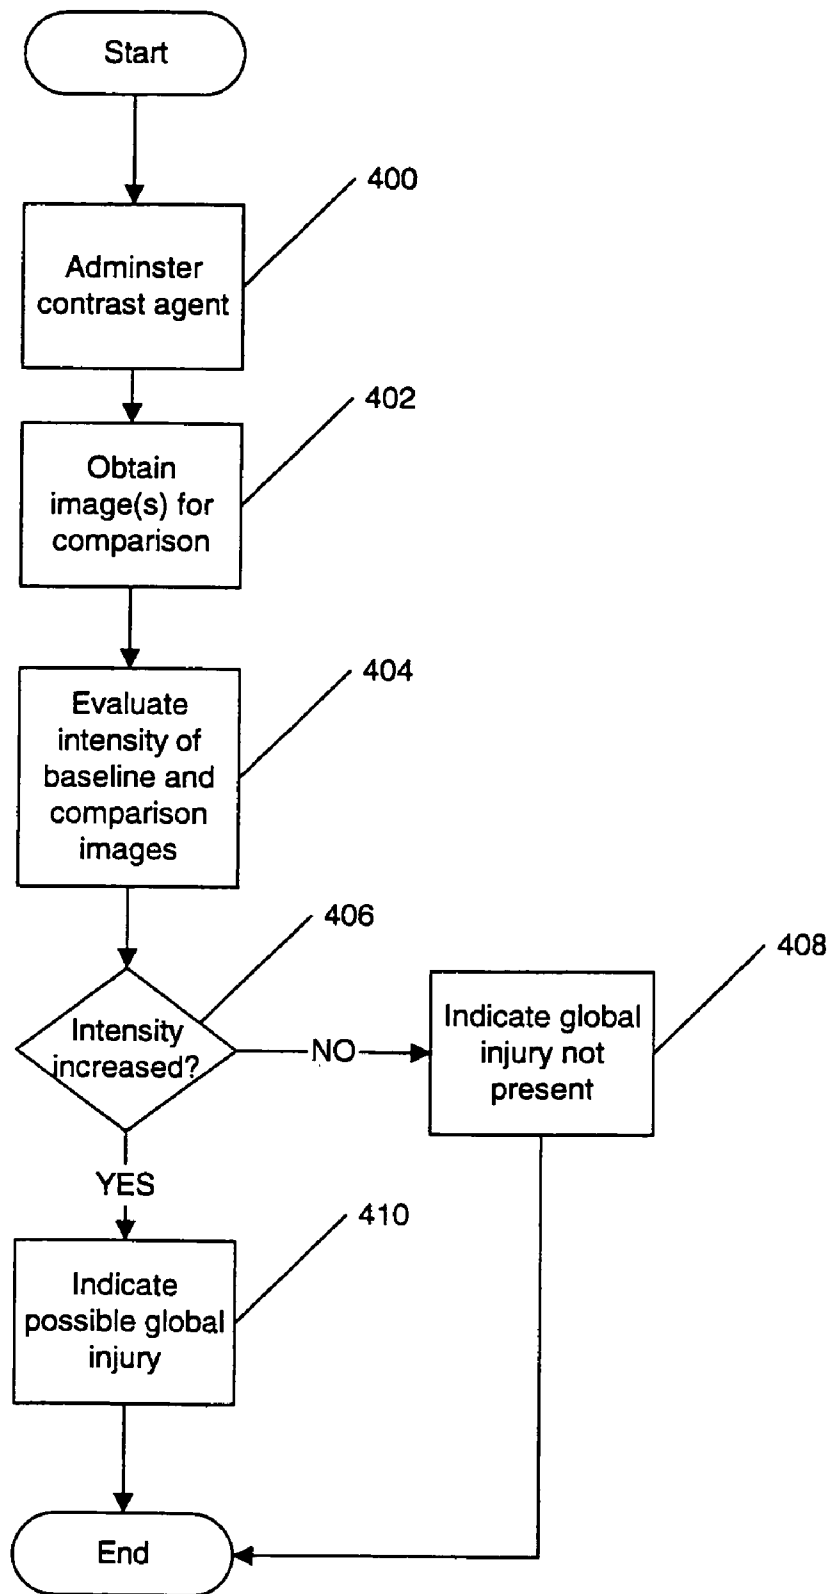 Start
400
Adminster
contrast agent
402
Obtain
image(s) for
comparison
404
Evaluate
intensity of
baseline and
comparison
images
406
Intensity
increased?
NO
408
Indicate global
injury not
present
YES
410
Indicate
possible global
injury
End